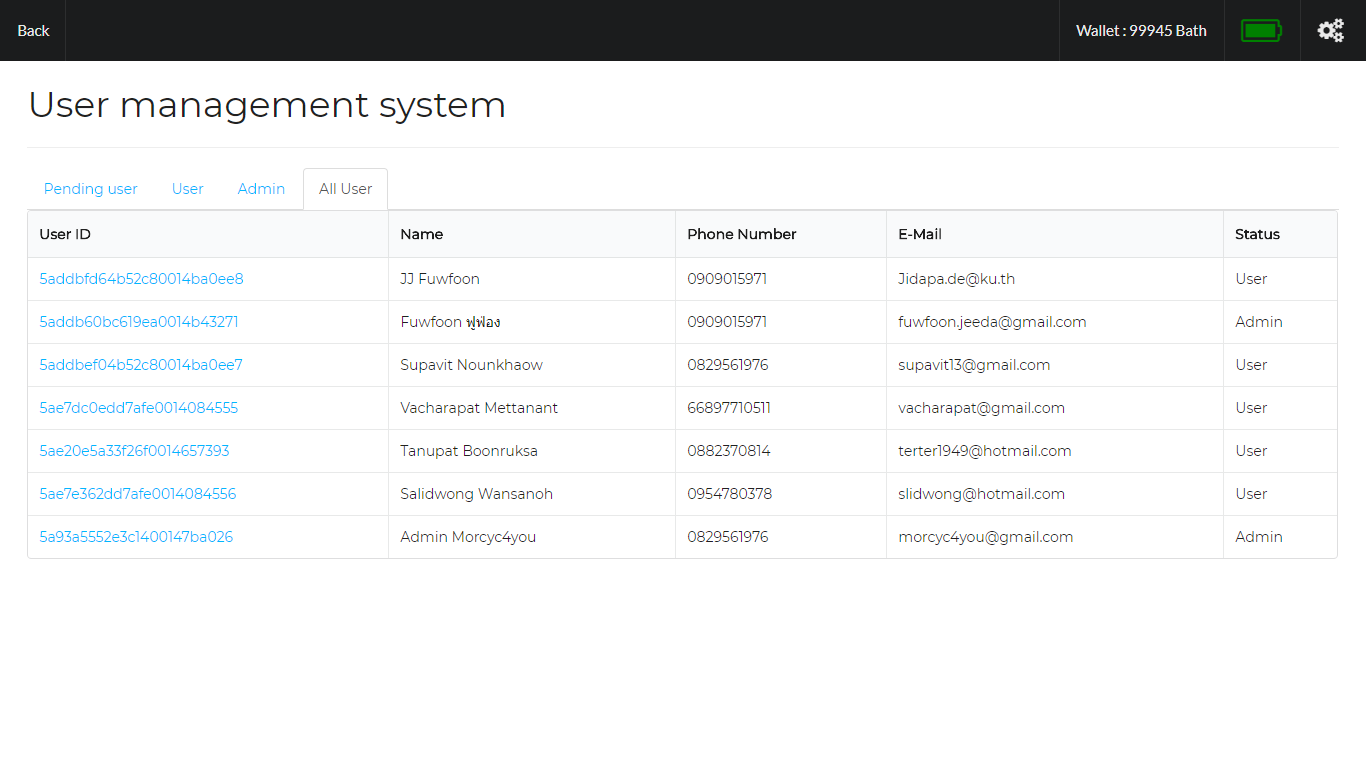 Back
Wallet : 99945 Bath
User management system
Pending user User Admin All User
User ID Name Phone Number E-Mail Status
5addbfd64b52c80014ba0ee8 JJ Fuwfoon 0909015971 Jidapa.de@ku.th User
5addb60bc619ea0014b43271 Fuwfoon ฟูฟ่อง 0909015971 fuwfoon.jeeda@gmail.com Admin
5addbef04b52c80014ba0ee7 Supavit Nounkhaow 0829561976 supavit13@gmail.com User
5ae7dc0edd7afe0014084555 Vacharapat Mettanant 66897710511 vacharapat@gmail.com User
5ae20e5a33f26f0014657393 Tanupat Boonruksa 0882370814 terter1949@hotmail.com User
5ae7e362dd7afe0014084556 Salidwong Wansanoh 0954780378 slidwong@hotmail.com User
5a93a5552e3c1400147ba026 Admin Morcyc4you 0829561976 morcyc4you@gmail.com Admin